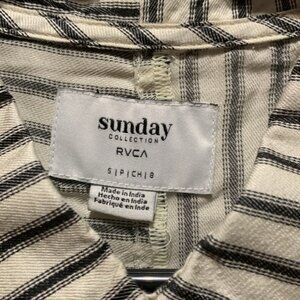 sunday
COLLECTION
RVCA
S|P|CH|8
Made in India
Hecho en India
Fabriqué en Inde